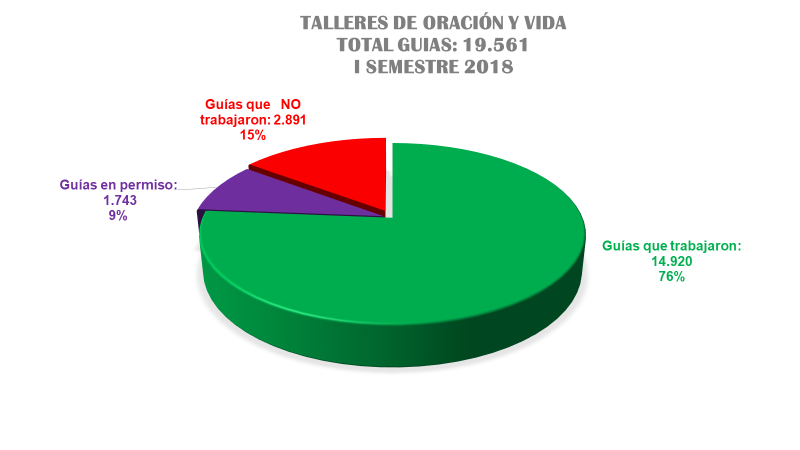 TALLERES DE ORACIÓN Y VIDA
TOTAL GUIAS: 19.561
I SEMESTRE 2018
Guías que NO
trabajaron: 2.891
15%
Guías en permiso:
1.743
9%
Guías que trabajaron:
14.920
76%